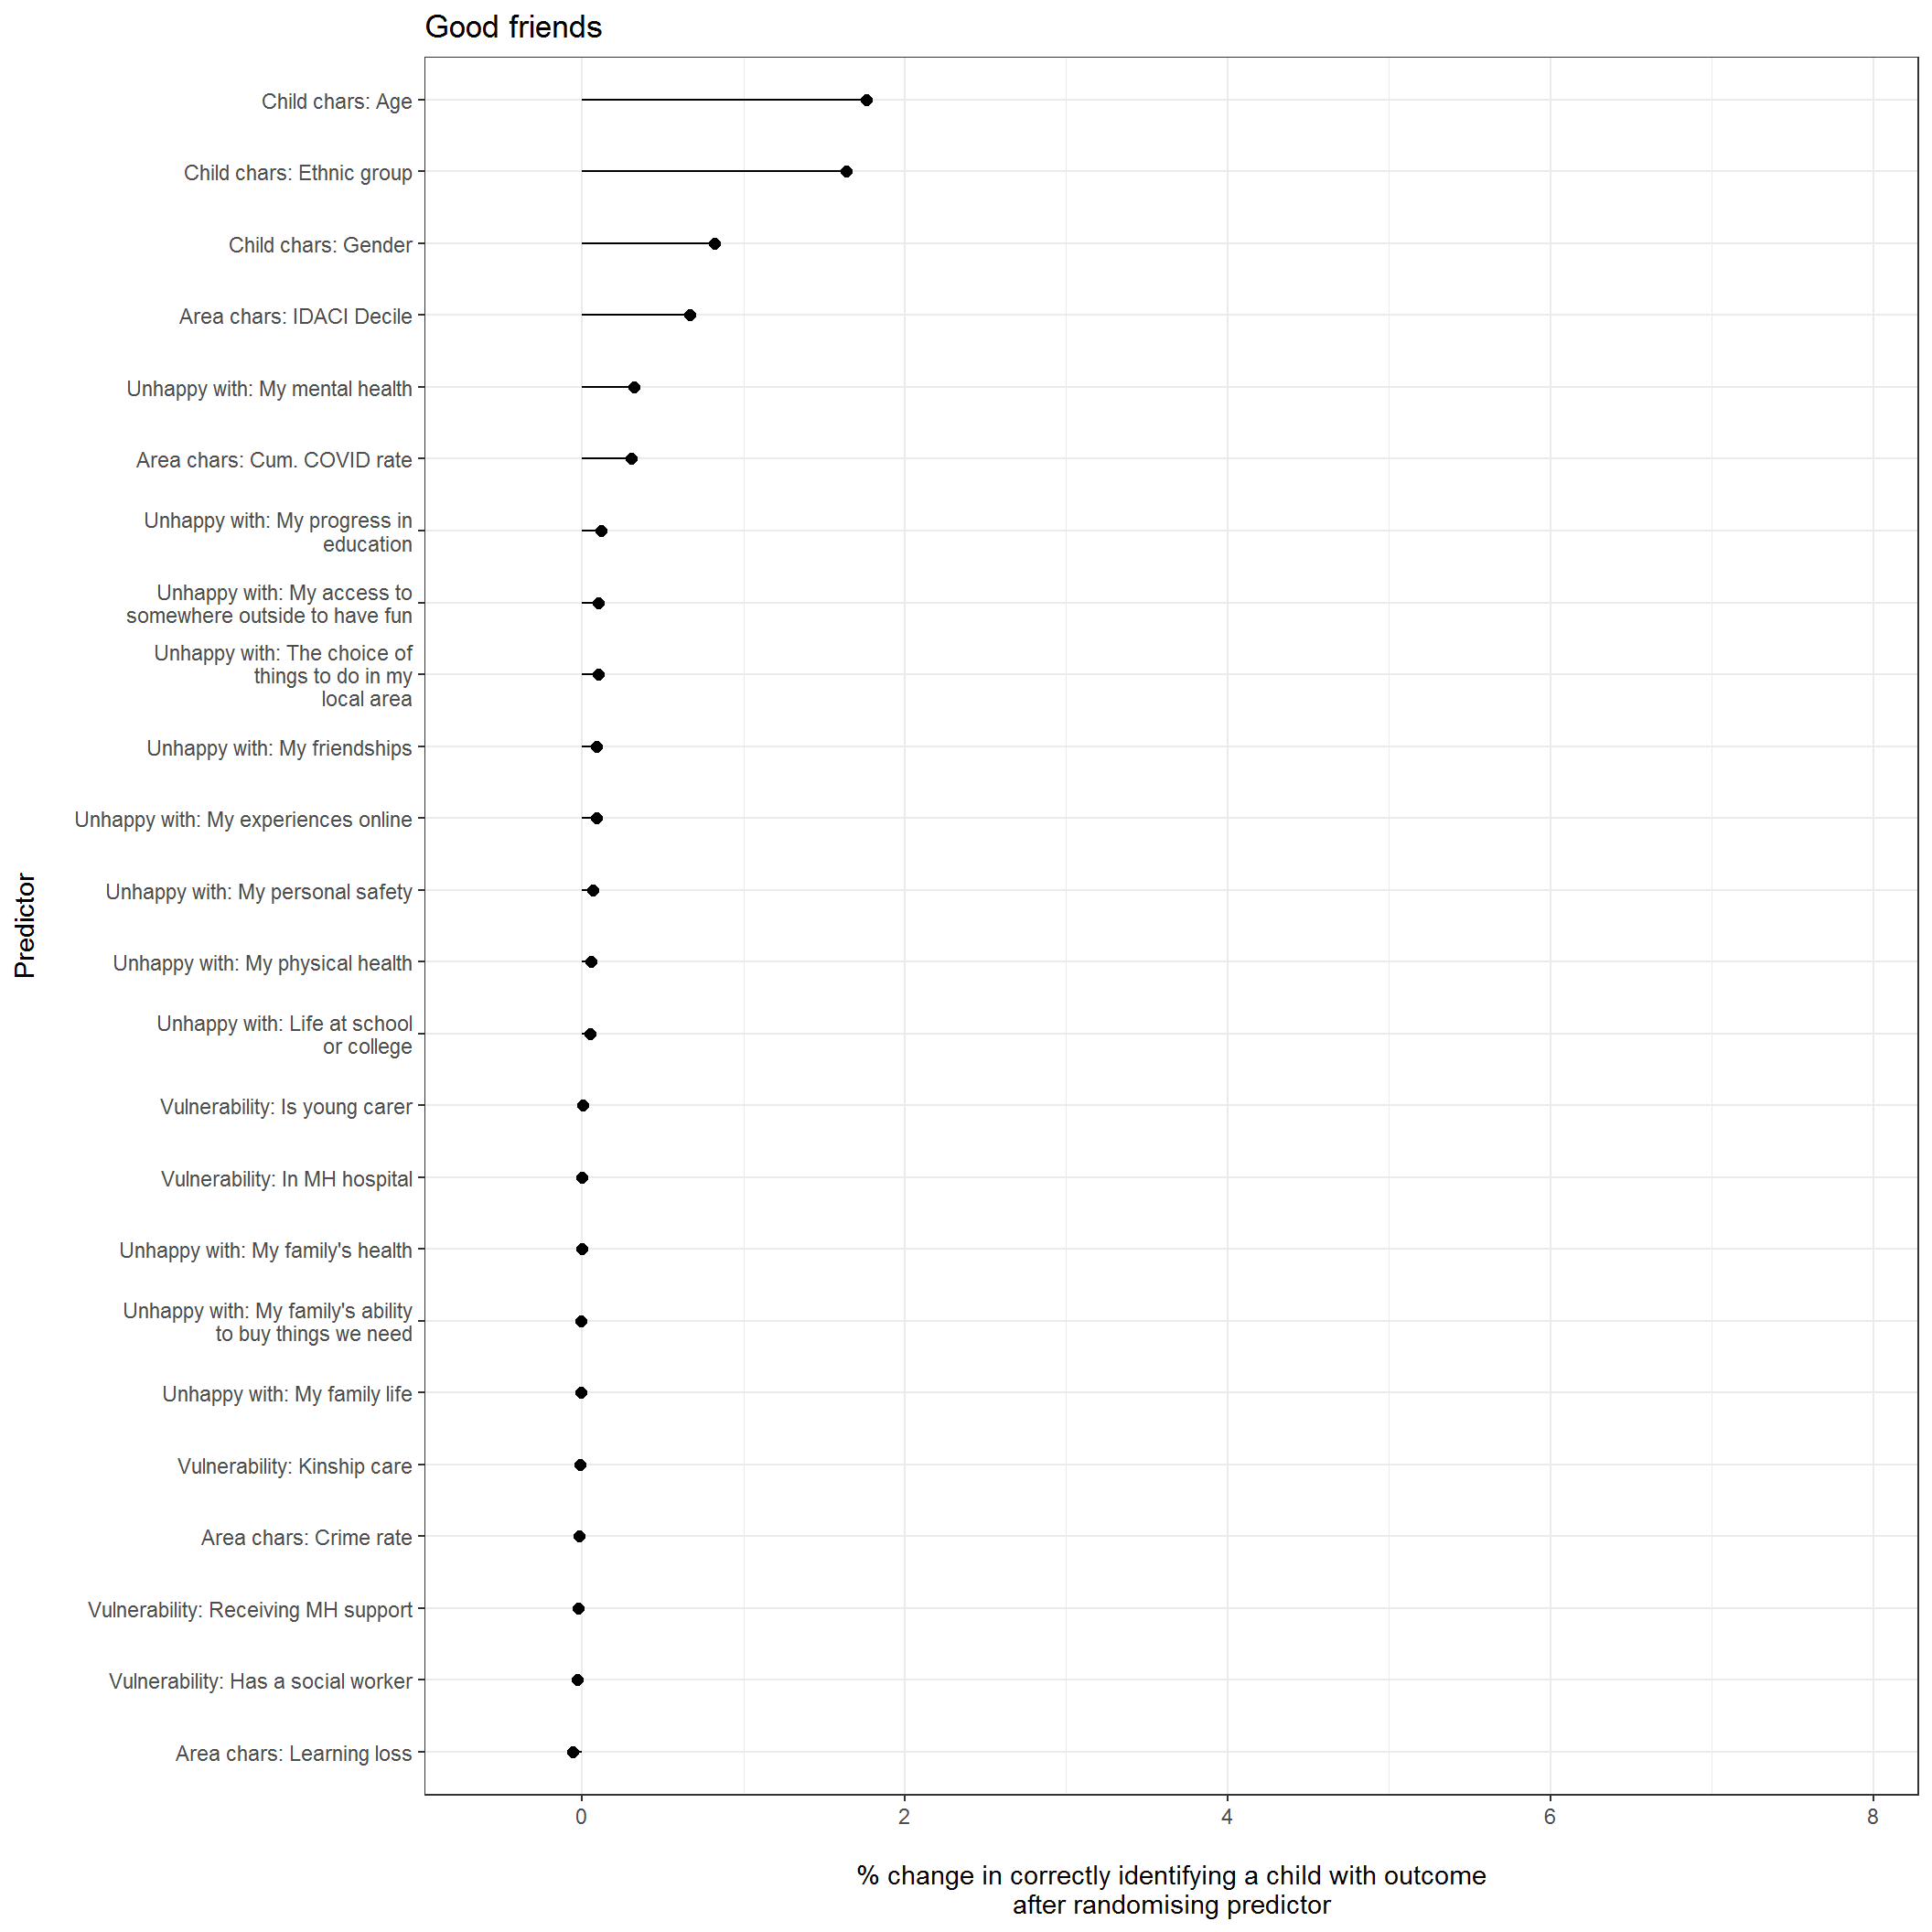 Good friends
Child chars: Age
Child chars: Ethnic group
Child chars: Gender
Area chars: IDACI Decile
Unhappy with: My mental health
Area chars: Cum. COVID rate
Unhappy with: My progress in
education
Unhappy with: My access to
somewhere outside to have fun
Unhappy with: The choice of
things to do in my
local area
Unhappy with: My friendships
Unhappy with: My experiences online
Unhappy with: My personal safety
Unhappy with: My physical health
Unhappy with: Life at school
or college
Vulnerability: Is young carer
Vulnerability: In MH hospital
Unhappy with: My family's health
Unhappy with: My family's ability
to buy things we need
Unhappy with: My family life
Vulnerability: Kinship care
Area chars: Crime rate
Vulnerability: Receiving MH support
Vulnerability: Has a social worker
Area chars: Learning loss
Predictor
0 2 4 6 8
% change in correctly identifying a child with outcome
after randomising predictor